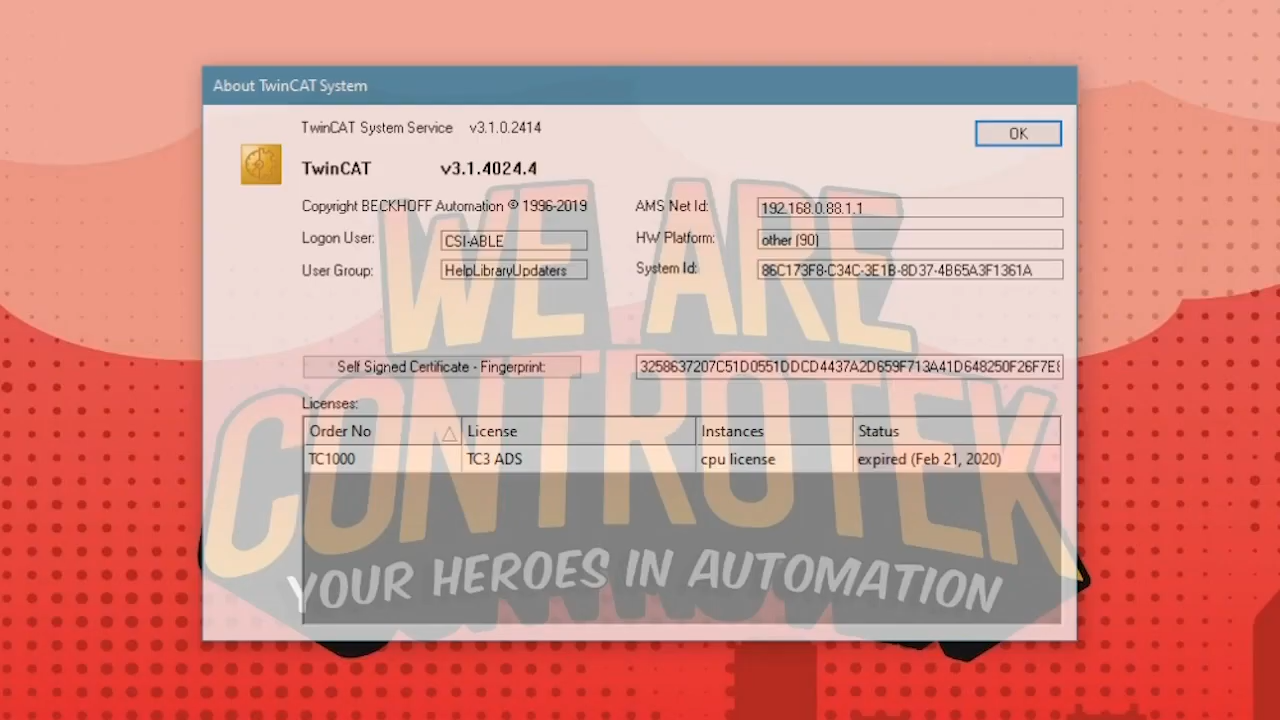 About TwinCAT System
TwinCAT System Service v3.1.0.2414
OK
TwinCAT v3.1.4024.4
Copyright BECKHOFF Automation © 1996-2019
AMS Net Id: 192.168.0.88.1.1
Logon User: CSI-ABLE
HW Platform: other (90)
User Group: HelpLibraryUpdaters
System Id: 86C173F8-C34C-3E1B-8D37-4B65A3F1361A
Self Signed Certificate - Fingerprint: 3258637207C51D0551DDCD4437A2D659F713A41D648250F26F7E8
Licenses:
Order No License Instances Status
TC1000 TC3 ADS cpu license expired (Feb 21, 2020)
WE ARE
CONTROTEK
YOUR HEROES IN AUTOMATION